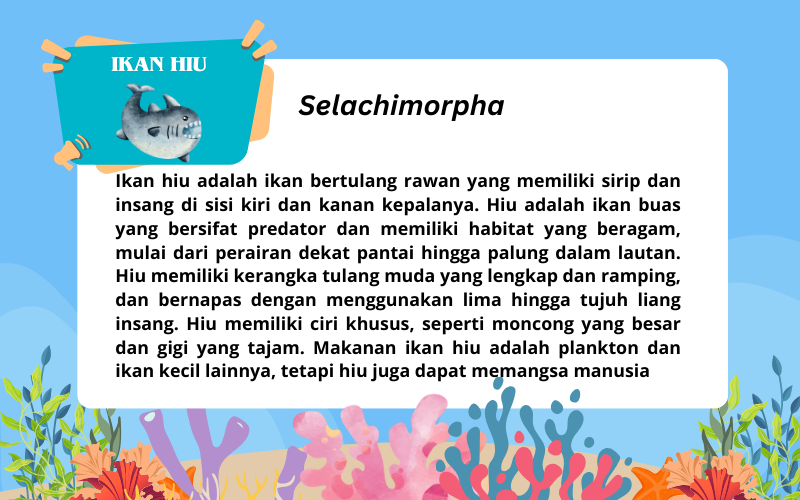 IKAN HIU
Selachimorpha
Ikan hiu adalah ikan bertulang rawan yang memiliki sirip dan
insang di sisi kiri dan kanan kepalanya. Hiu adalah ikan buas
yang bersifat predator dan memiliki habitat yang beragam,
mulai dari perairan dekat pantai hingga palung dalam lautan.
Hiu memiliki kerangka tulang muda yang lengkap dan ramping,
dan bernapas dengan menggunakan lima hingga tujuh liang
insang. Hiu memiliki ciri khusus, seperti moncong yang besar
dan gigi yang tajam. Makanan ikan hiu adalah plankton dan
ikan kecil lainnya, tetapi hiu juga dapat memangsa manusia